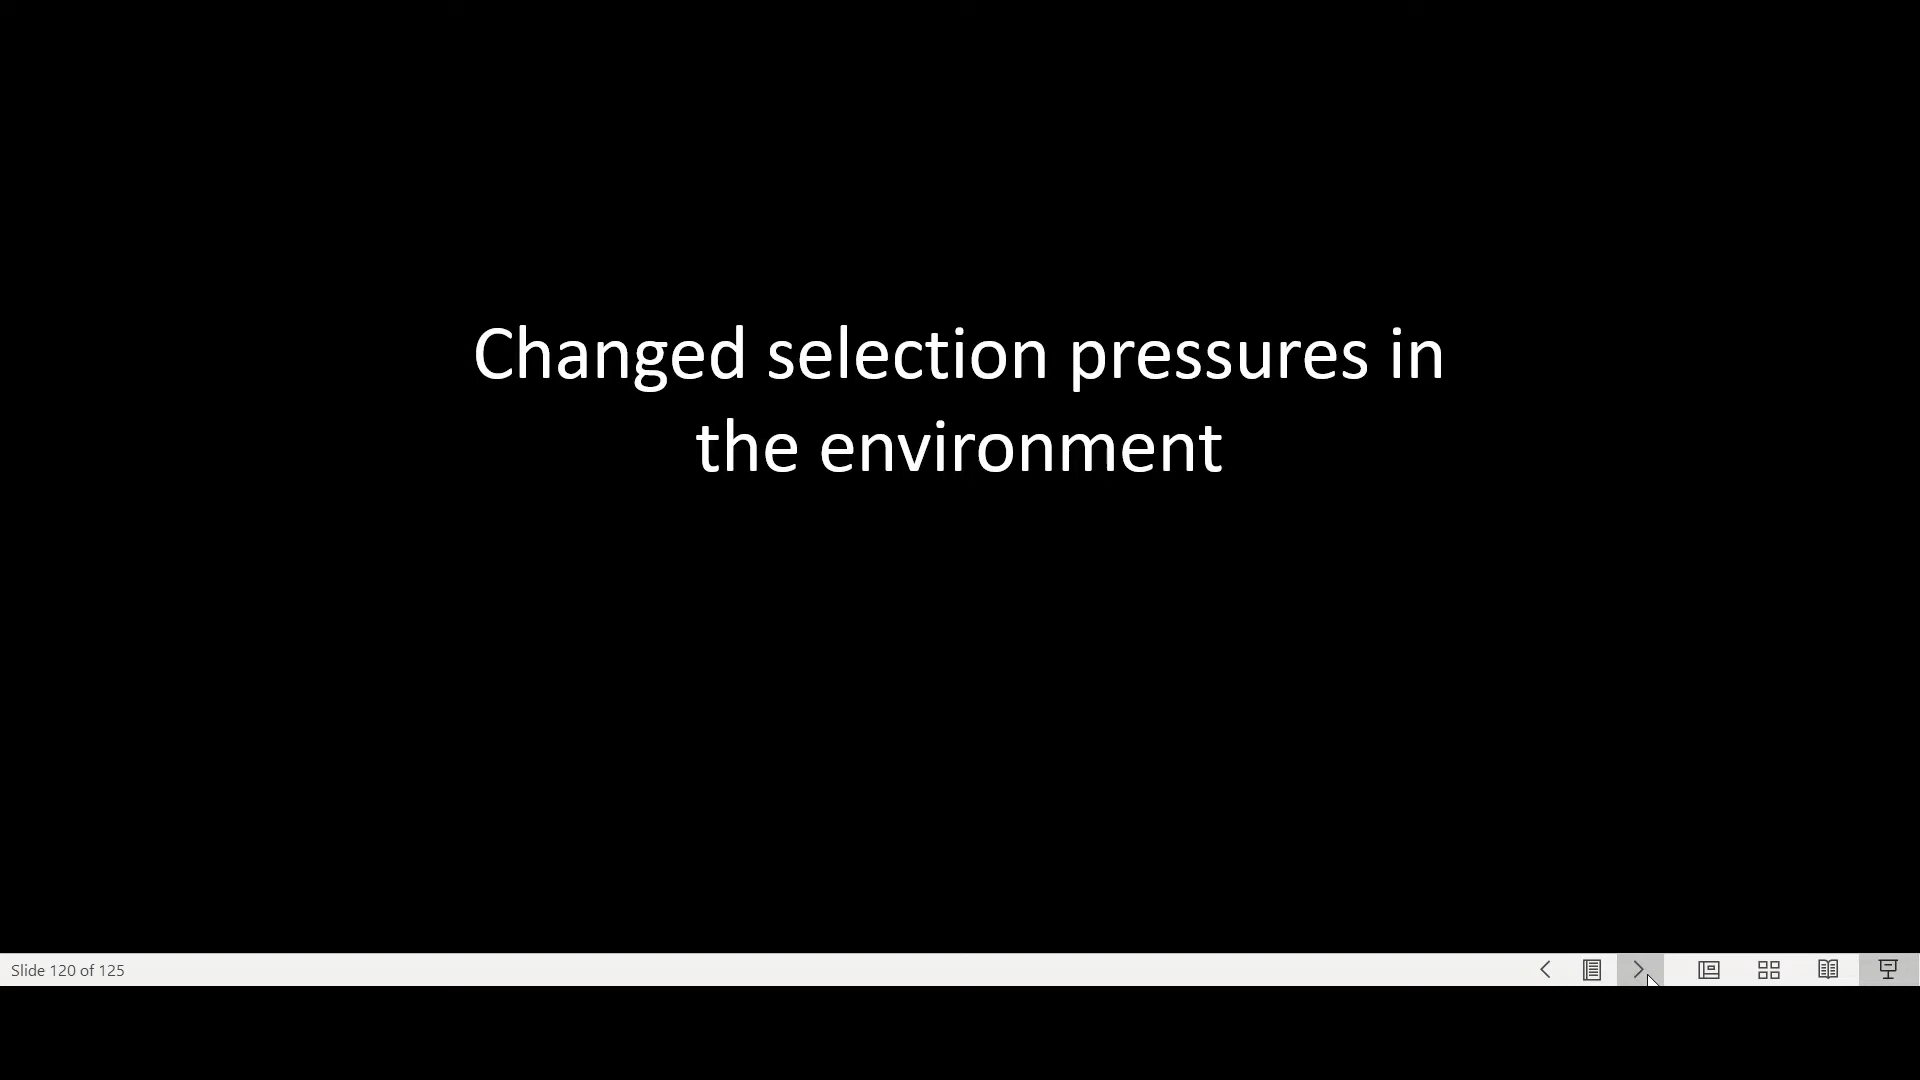 Changed selection pressures in
the environment
Slide 120 of 125